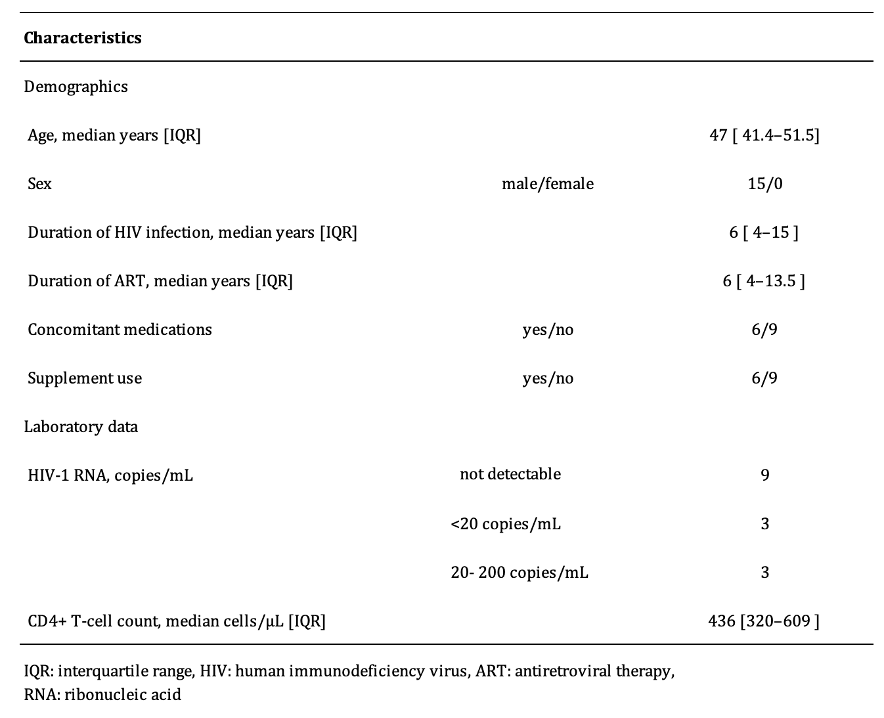 Characteristics
Demographics
Age, median years [IQR] 47 [ 41.4–51.5]
Sex male/female 15/0
Duration of HIV infection, median years [IQR] 6 [ 4–15 ]
Duration of ART, median years [IQR] 6 [ 4–13.5 ]
Concomitant medications yes/no 6/9
Supplement use yes/no 6/9
Laboratory data
HIV-1 RNA, copies/mL not detectable 9
<20 copies/mL 3
20- 200 copies/mL 3
CD4+ T-cell count, median cells/μL [IQR] 436 [320–609 ]
IQR: interquartile range, HIV: human immunodeficiency virus, ART: antiretroviral therapy,
RNA: ribonucleic acid